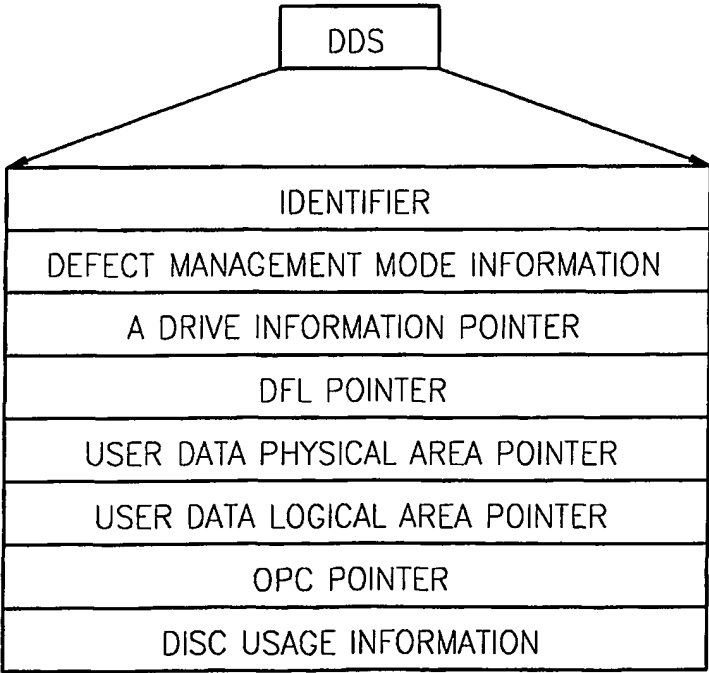 DDS
IDENTIFIER
DEFECT MANAGEMENT MODE INFORMATION
A DRIVE INFORMATION POINTER
DFL POINTER
USER DATA PHYSICAL AREA POINTER
USER DATA LOGICAL AREA POINTER
OPC POINTER
DISC USAGE INFORMATION